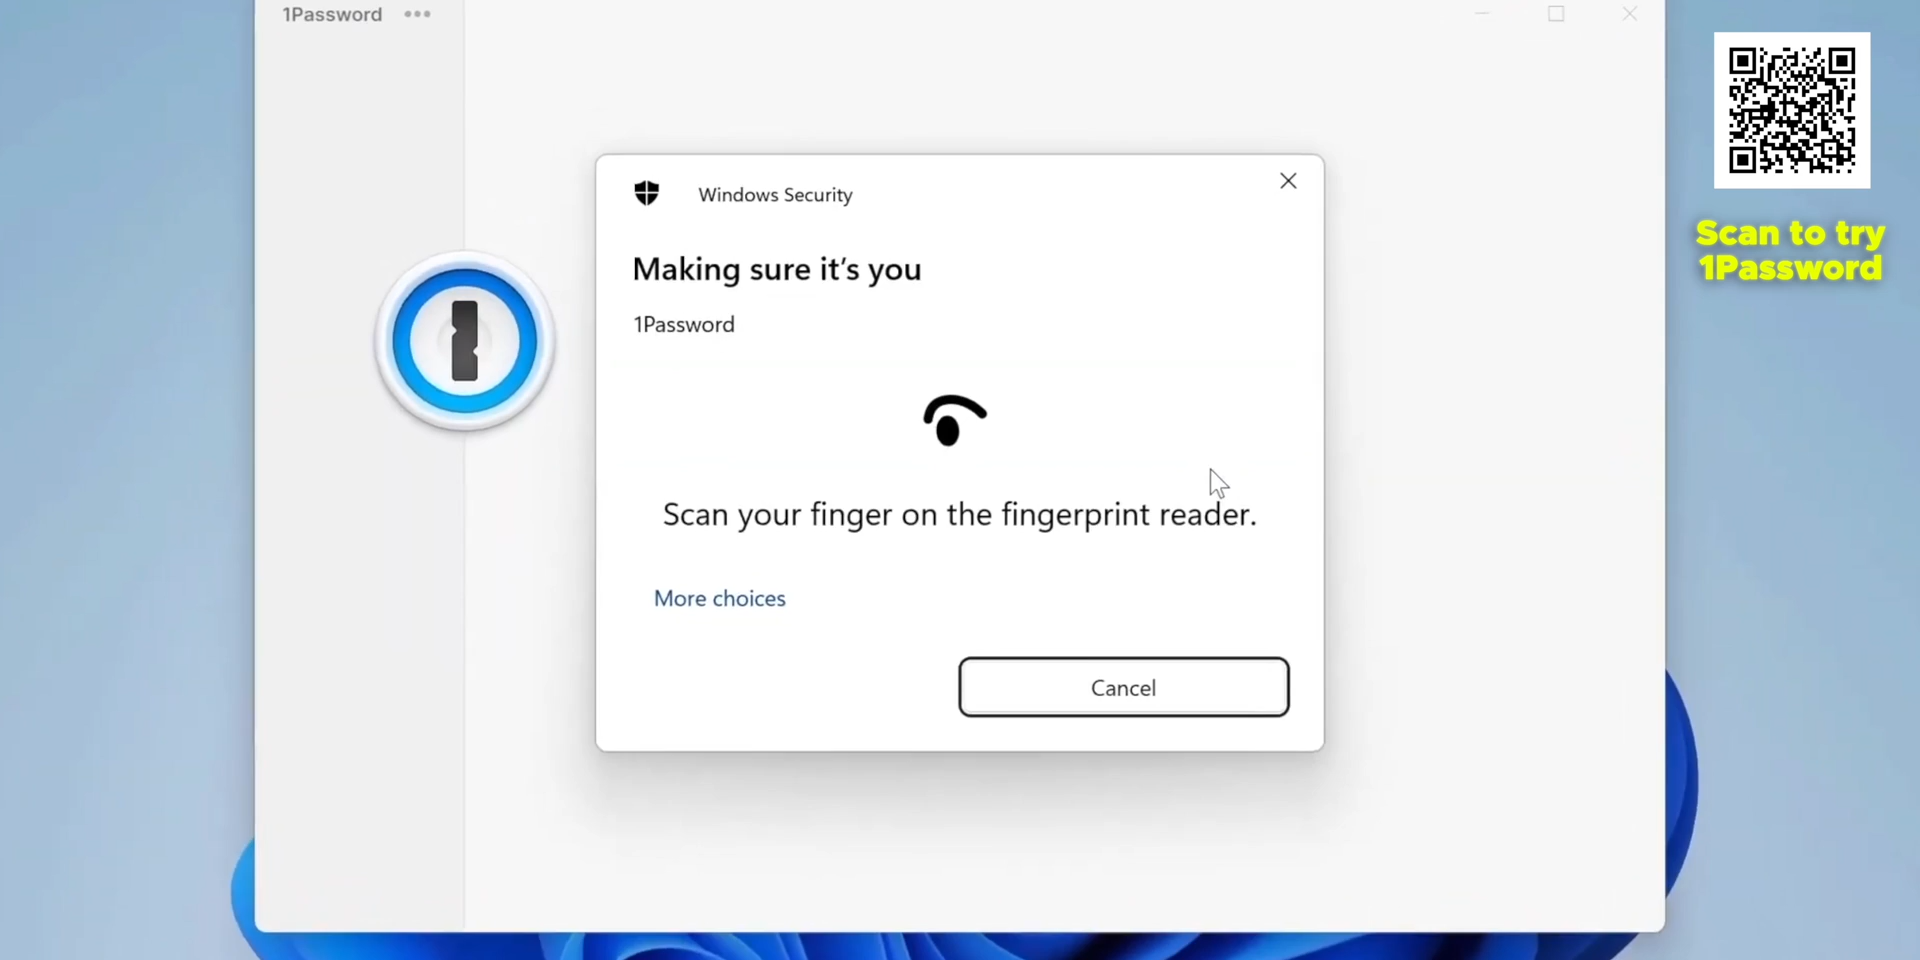 1Password
Windows Security
Making sure it's you
1Password
Scan your finger on the fingerprint reader.
More choices
Cancel
Scan to try
1Password